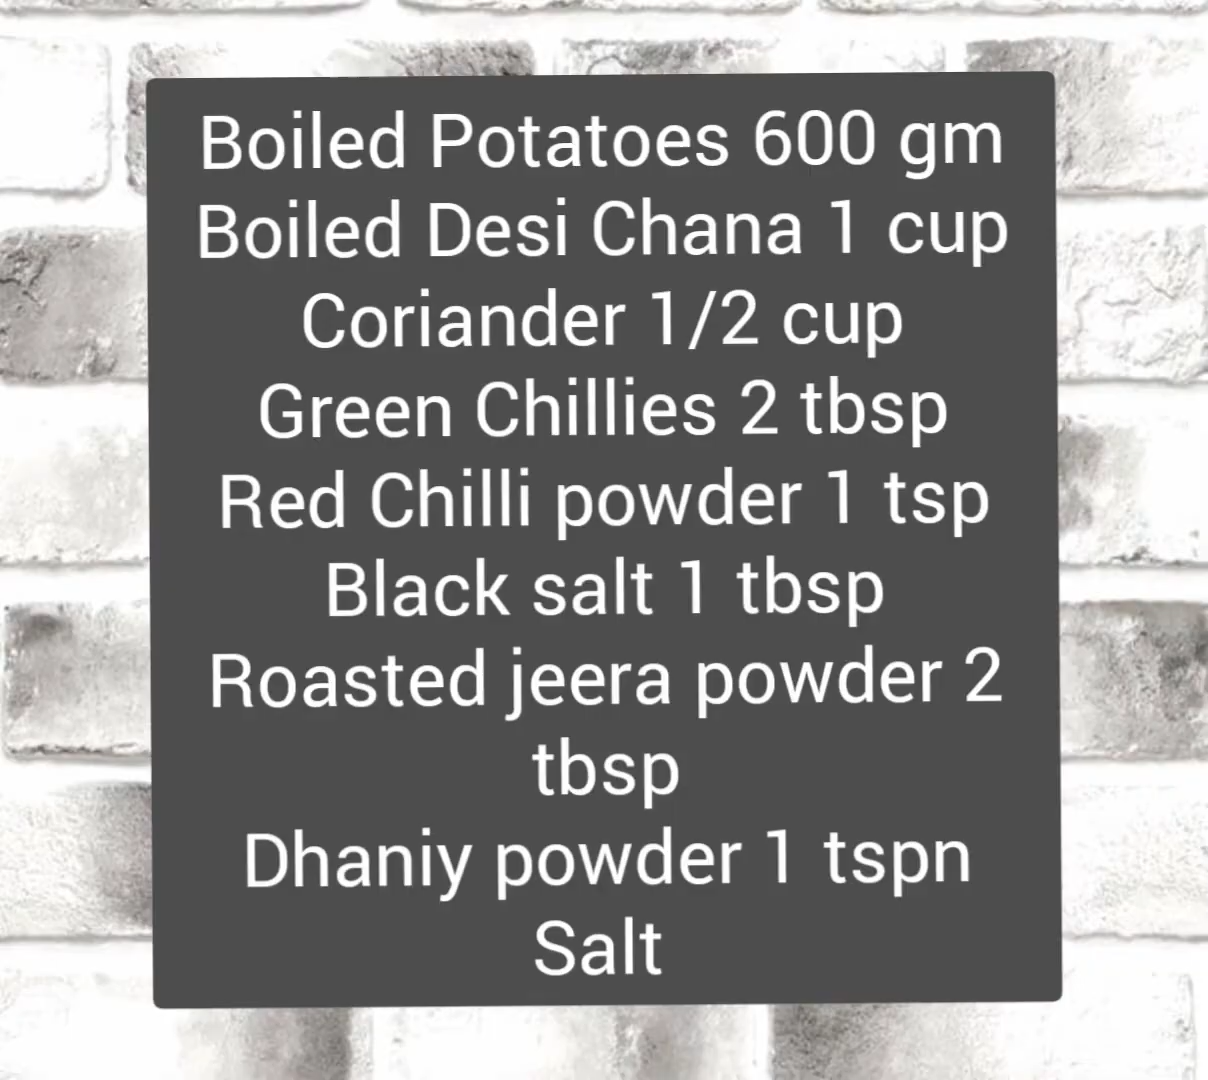 Boiled Potatoes 600 gm
Boiled Desi Chana 1 cup
Coriander 1/2 cup
Green Chillies 2 tbsp
Red Chilli powder 1 tsp
Black salt 1 tbsp
Roasted jeera powder 2
tbsp
Dhaniy powder 1 tspn
Salt